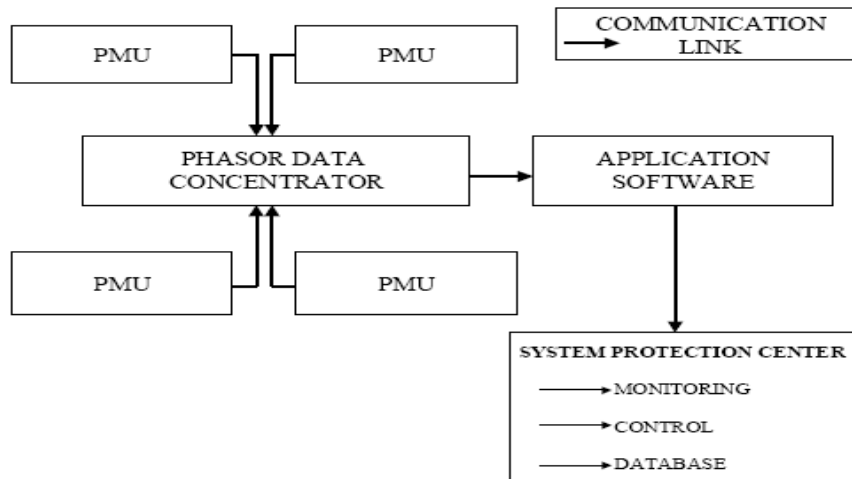 PMU
PMU
COMMUNICATION
LINK
PHASOR DATA
CONCENTRATOR
APPLICATION
SOFTWARE
PMU
PMU
SYSTEM PROTECTION CENTER
MONITORING
CONTROL
DATABASE